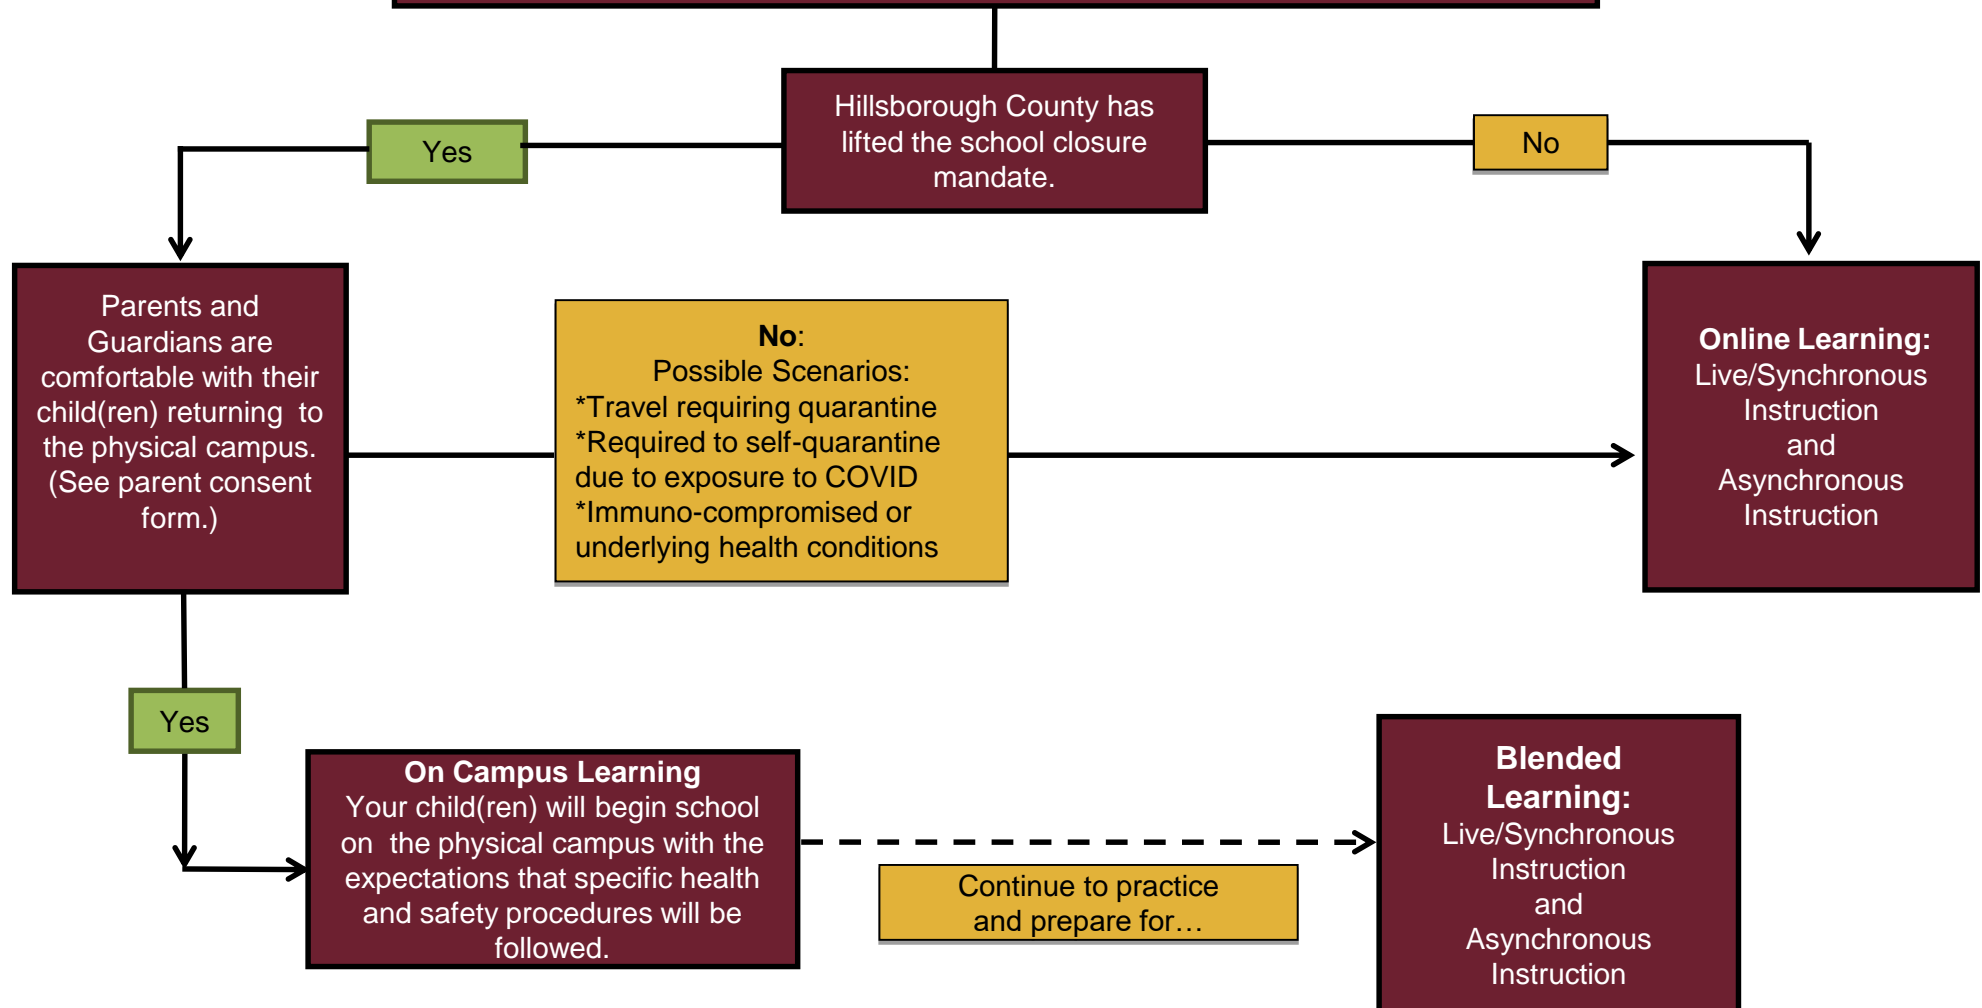 Hillsborough County has
lifted the school closure
mandate.
Yes
No
Parents and
Guardians are
comfortable with their
child(ren) returning to
the physical campus.
(See parent consent
form.)
No:
Possible Scenarios:
*Travel requiring quarantine
*Required to self-quarantine
due to exposure to COVID
*Immuno-compromised or
underlying health conditions
Online Learning:
Live/Synchronous
Instruction
and
Asynchronous
Instruction
Yes
On Campus Learning
Your child(ren) will begin school
on the physical campus with the
expectations that specific health
and safety procedures will be
followed.
Continue to practice
and prepare for…
Blended
Learning:
Live/Synchronous
Instruction
and
Asynchronous
Instruction